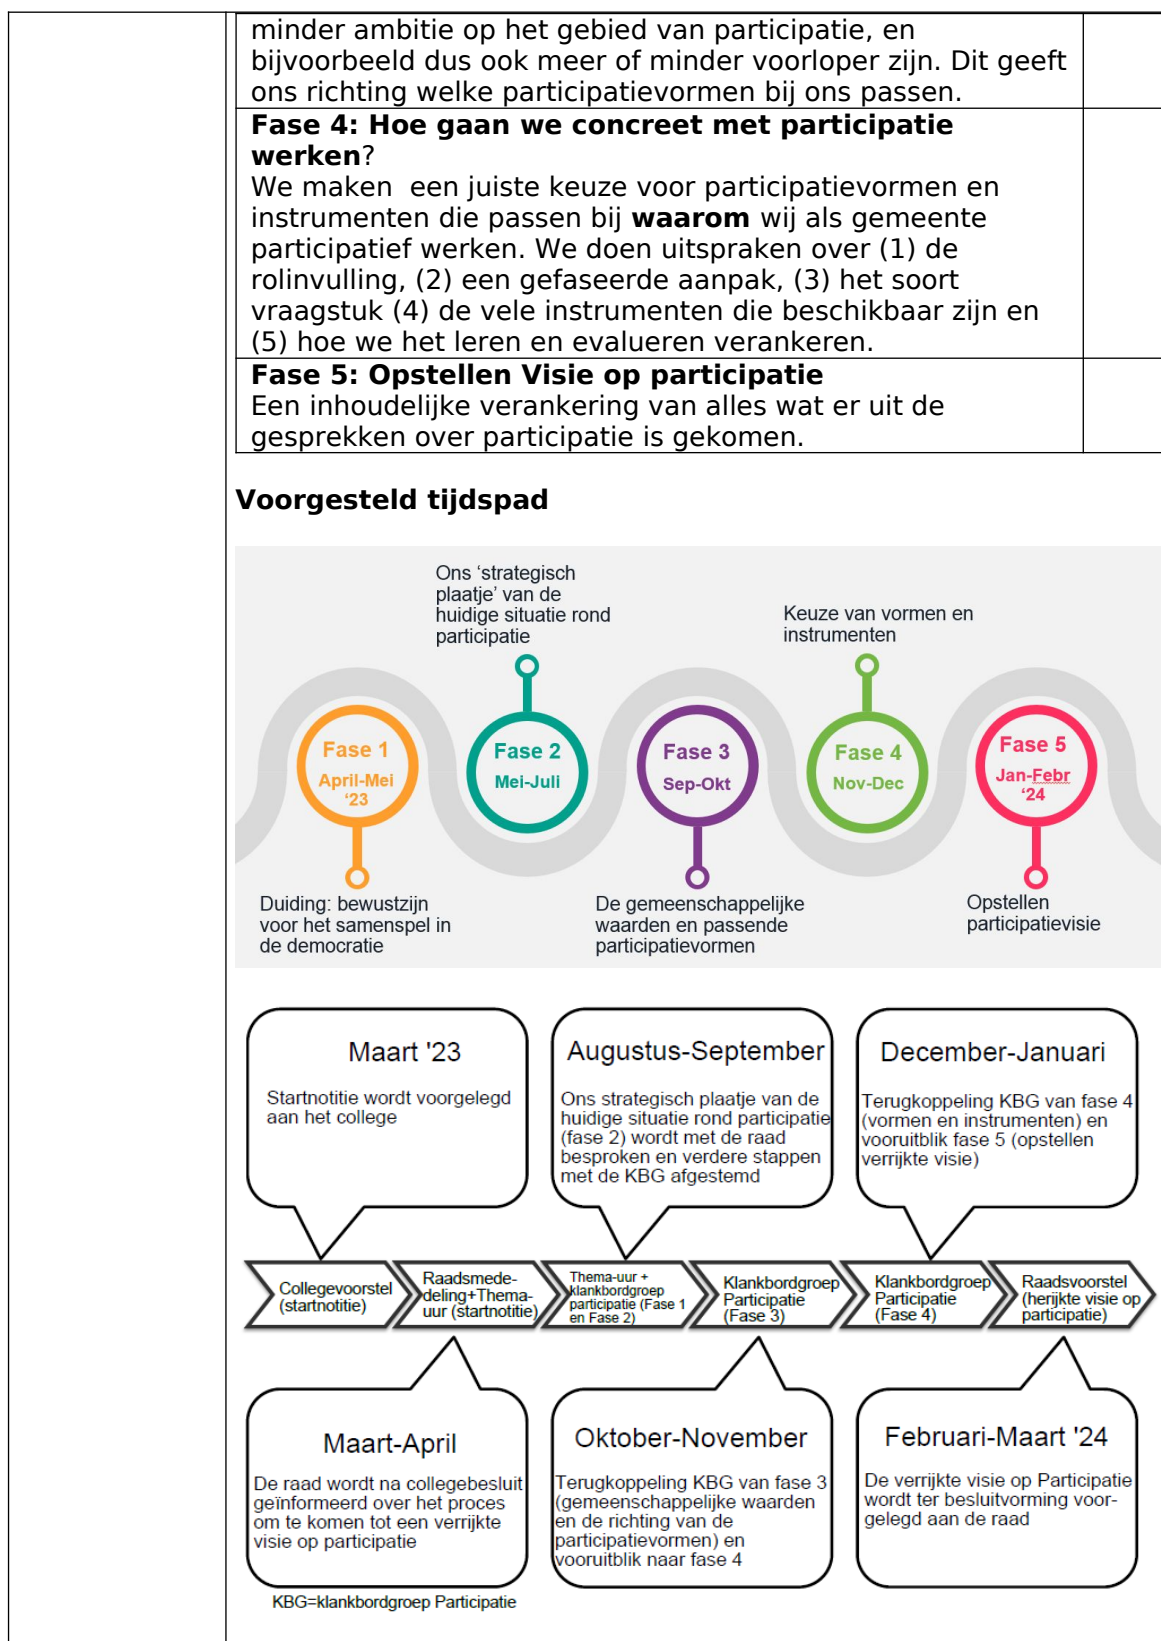 minder ambitie op het gebied van participatie, en
bijvoorbeeld dus ook meer of minder voorloper zijn. Dit geeft
ons richting welke participatievormen bij ons passen.
Fase 4: Hoe gaan we concreet met participatie
werken?
We maken  een juiste keuze voor participatievormen en
instrumenten die passen bij waarom wij als gemeente
participatief werken. We doen uitspraken over (1) de
rolinvulling, (2) een gefaseerde aanpak, (3) het soort
vraagstuk (4) de vele instrumenten die beschikbaar zijn en
(5) hoe we het leren en evalueren verankeren.
Fase 5: Opstellen Visie op participatie
Een inhoudelijke verankering van alles wat er uit de
gesprekken over participatie is gekomen.
Voorgesteld tijdspad
Ons ‘strategisch
plaatje’ van de
huidige situatie rond
participatie
Keuze van vormen en
instrumenten
Fase 1
April-Mei
‘23
Fase 2
Mei-Juli
Fase 3
Sep-Okt
Fase 4
Nov-Dec
Fase 5
Jan-Febr
‘24
Duiding: bewustzijn
voor het samenspel in
de democratie
De gemeenschappelijke
waarden en passende
participatievormen
Opstellen
participatievisie
Maart '23
Startnotitie wordt voorgelegd
aan het college
Augustus-September
Ons strategisch plaatje van de
huidige situatie rond participatie
(fase 2) wordt met de raad
besproken en verdere stappen
met de KBG afgestemd
December-Januari
Terugkoppeling KBG van fase 4
(vormen en instrumenten) en
vooruitblik fase 5 (opstellen
verrijkte visie)
Collegevoorstel
(startnotitie)
Raadsmede-
deling+Thema-
uur (startnotitie)
Thema-uur +
klankbordgroep
participatie (Fase 1
en Fase 2)
Klankbordgroep
Participatie
(Fase 3)
Klankbordgroep
Participatie
(Fase 4)
Raadsvoorstel
(herijkte visie op
participatie)
Maart-April
De raad wordt na collegebesluit
geïnformeerd over het proces
om te komen tot een verrijkte
visie op participatie
Oktober-November
Terugkoppeling KBG van fase 3
(gemeenschappelijke waarden
en de richting van de
participatievormen) en
vooruitblik naar fase 4
Februari-Maart '24
De verrijkte visie op Participatie
wordt ter besluitvorming voor-
gelegd aan de raad
KBG=klankbordgroep Participatie